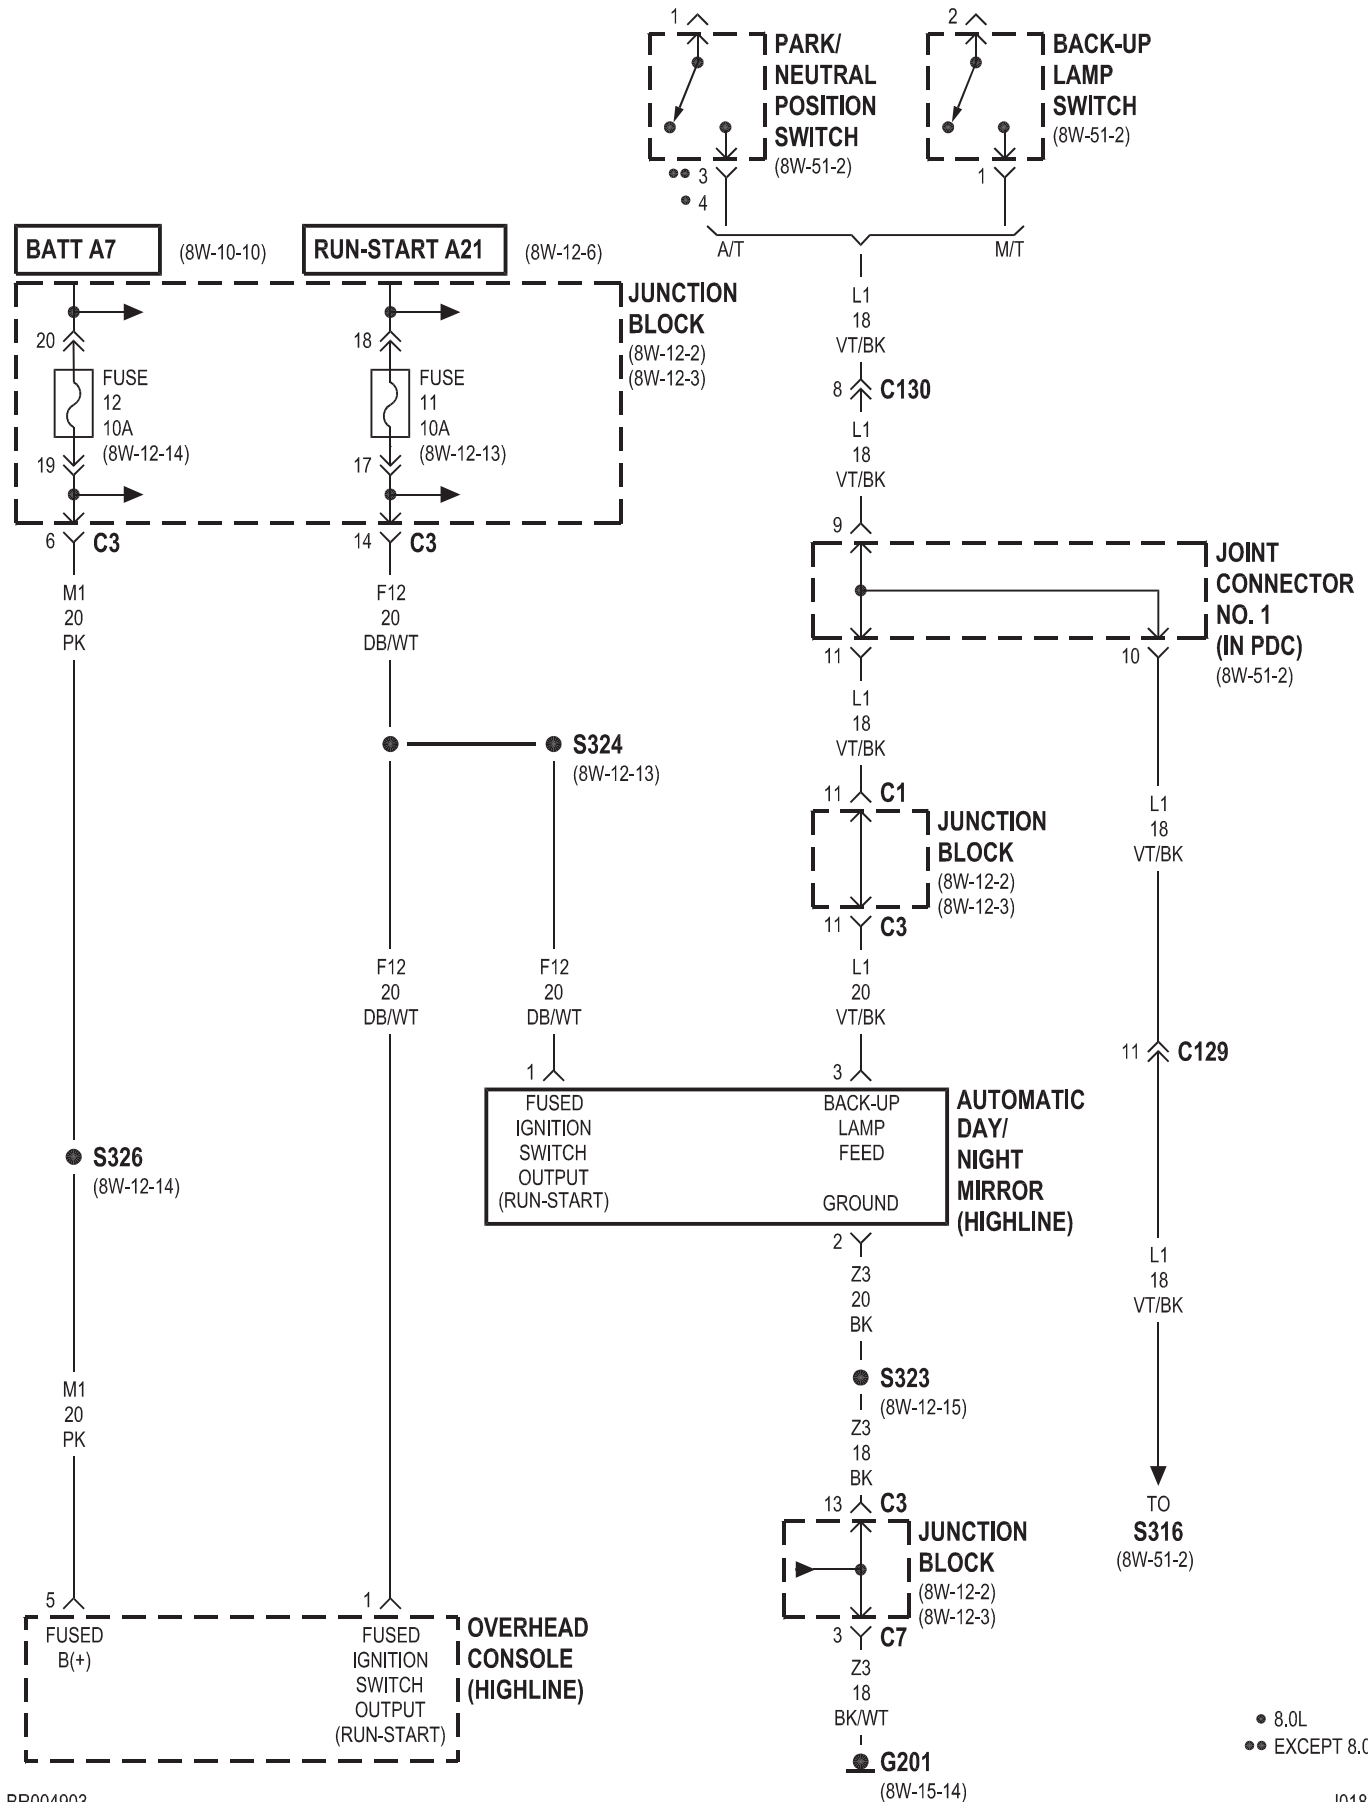 1
PARK/
NEUTRAL
POSITION
SWITCH
(8W-51-2)
3
4
A/T
2
BACK-UP
LAMP
SWITCH
(8W-51-2)
1
M/T
BATT A7
(8W-10-10)
RUN-START A21
(8W-12-6)
JUNCTION
BLOCK
(8W-12-2)
(8W-12-3)
20
FUSE
12
10A
(8W-12-14)
19
6
C3
18
FUSE
11
10A
(8W-12-13)
17
14
C3
L1
18
VT/BK
8
C130
L1
18
VT/BK
9
JOINT
CONNECTOR
NO. 1
(IN PDC)
(8W-51-2)
11
10
M1
20
PK
F12
20
DB/WT
S324
(8W-12-13)
L1
18
VT/BK
11
C1
JUNCTION
BLOCK
(8W-12-2)
(8W-12-3)
11
C3
L1
18
VT/BK
F12
20
DB/WT
F12
20
DB/WT
L1
20
VT/BK
11
C129
1
3
FUSED
IGNITION
SWITCH
OUTPUT
(RUN-START)
BACK-UP
LAMP
FEED
GROUND
AUTOMATIC
DAY/
NIGHT
MIRROR
(HIGHLINE)
S326
(8W-12-14)
2
Z3
20
BK
L1
18
VT/BK
S323
(8W-12-15)
M1
20
PK
Z3
18
BK
13
C3
JUNCTION
BLOCK
(8W-12-2)
(8W-12-3)
TO
S316
(8W-51-2)
5
FUSED
B(+)
1
FUSED
IGNITION
SWITCH
OUTPUT
(RUN-START)
OVERHEAD
CONSOLE
(HIGHLINE)
3
C7
Z3
18
BK/WT
G201
(8W-15-14)
● 8.0L
●● EXCEPT 8.0